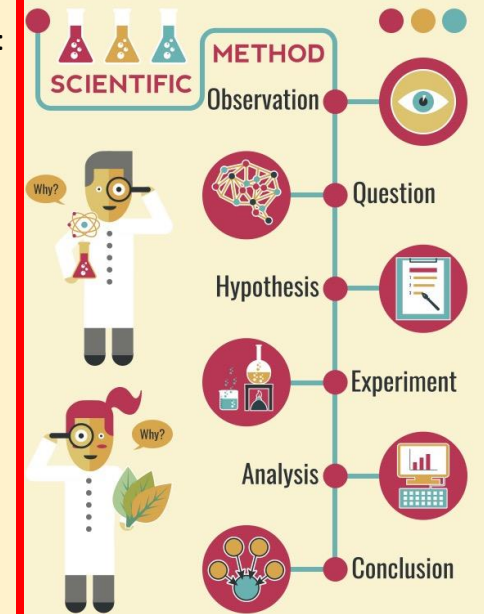 :
SCIENTIFIC
METHOD
Observation
Why?
Question
Hypothesis
Experiment
Why?
Analysis
Conclusion